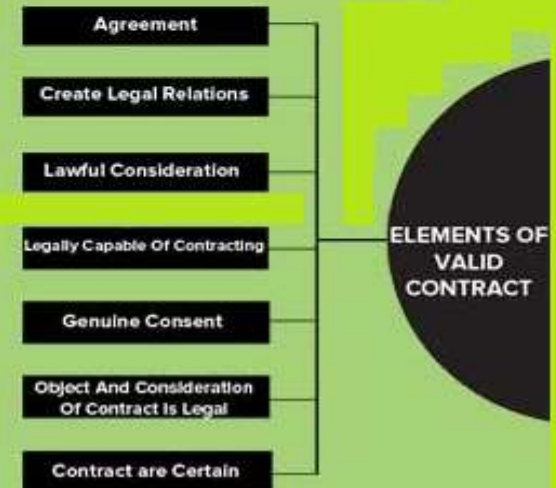 Agreement
Create Legal Relations
Lawful Consideration
Legally Capable Of Contracting
Genuine Consent
Object And Consideration
Of Contract Is Legal
Contract are Certain
ELEMENTS OF
VALID
CONTRACT